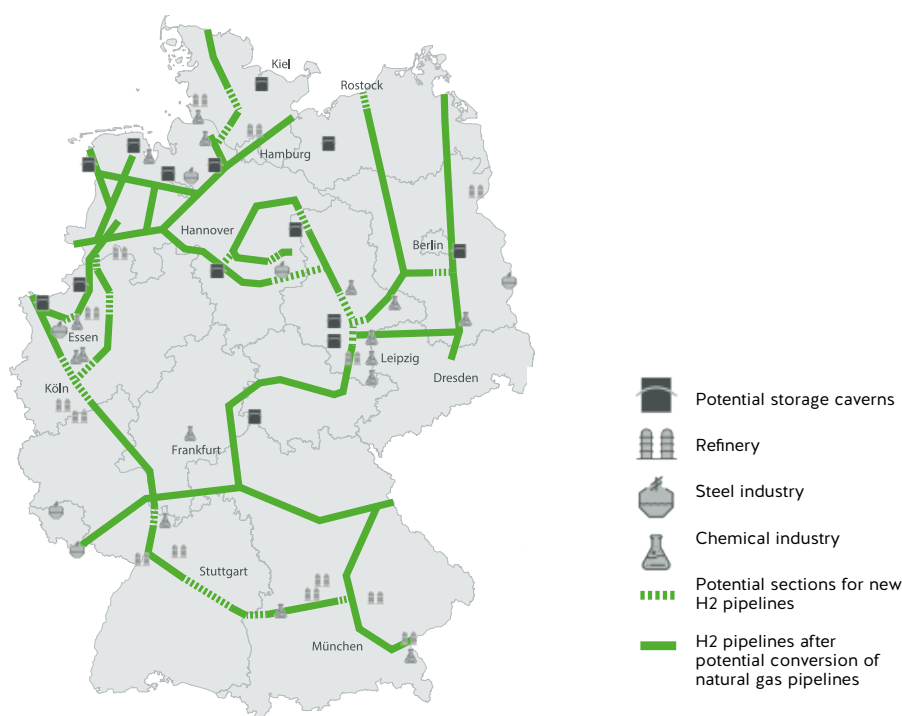 Kiel
Rostock
Hamburg
Hannover
Berlin
Essen
Leipzig
Köln
Dresden
Frankfurt
Stuttgart
München
Potential storage caverns
Refinery
Steel industry
Chemical industry
Potential sections for new
H2 pipelines
H2 pipelines after
potential conversion of
natural gas pipelines